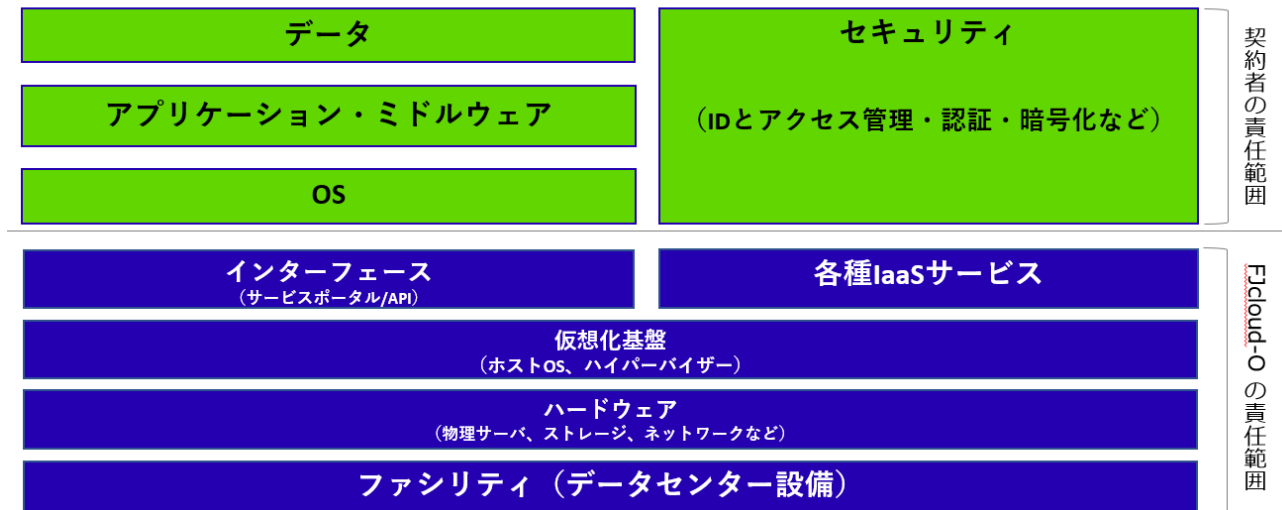 データ
アプリケーション・ミドルウェア
OS
セキュリティ
（IDとアクセス管理・認証・暗号化など）
契約者の責任範囲
インターフェース
（サービスポータル/API）
各種IaaSサービス
仮想化基盤
（ホストOS、ハイパーバイザー）
ハードウェア
（物理サーバ、ストレージ、ネットワークなど）
ファシリティ（データセンター設備）
FJcloud-O の責任範囲